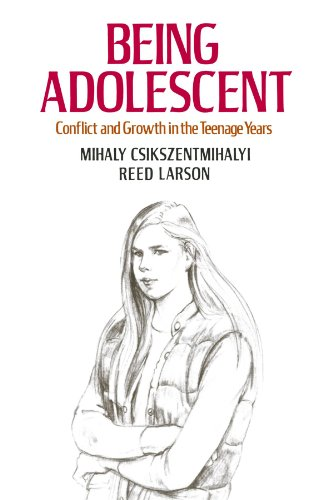 BEING
ADOLESCENT
Conflict and Growth in the Teenage Years
MIHALY CSIKSZENTMIHALYI
REED LARSON